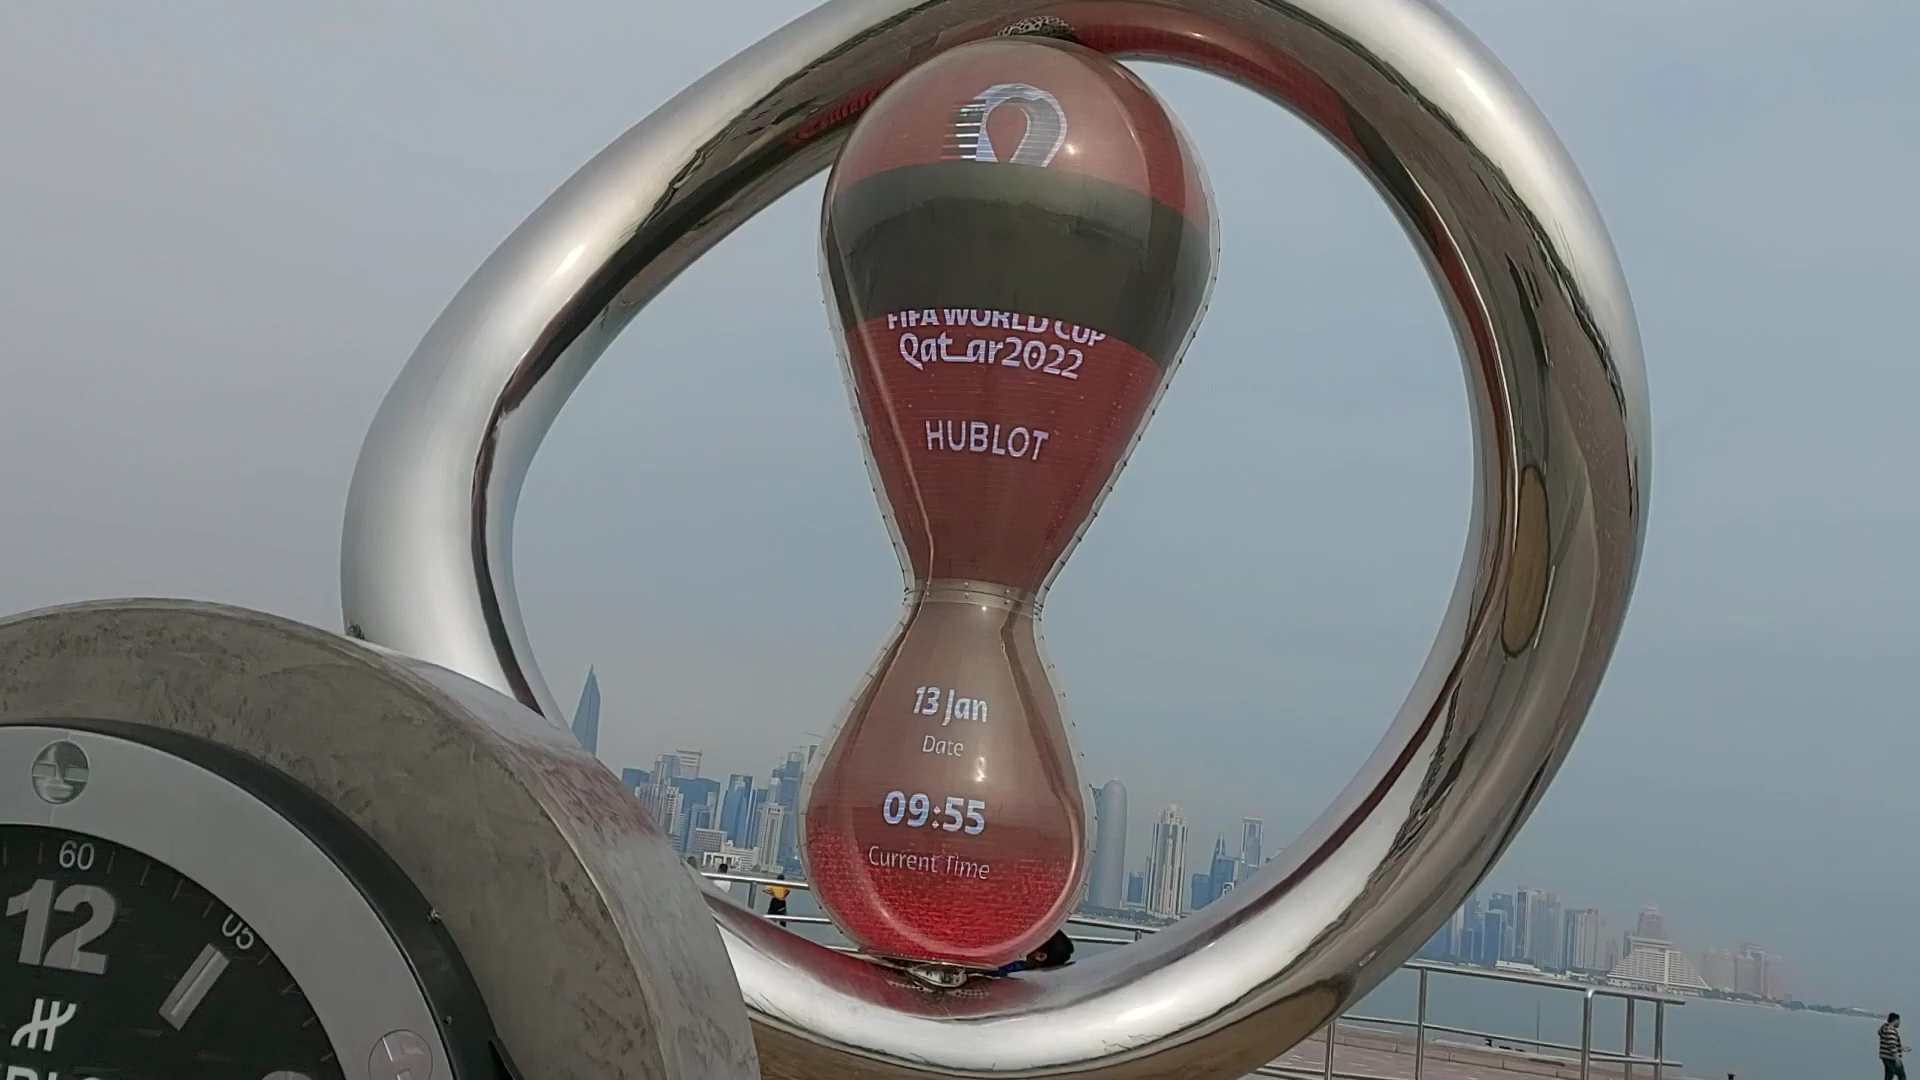 FIFA WORLD CUP
Qatar2022
HUBLOT
13 Jan
Date
09:55
Current Time
60
05
12